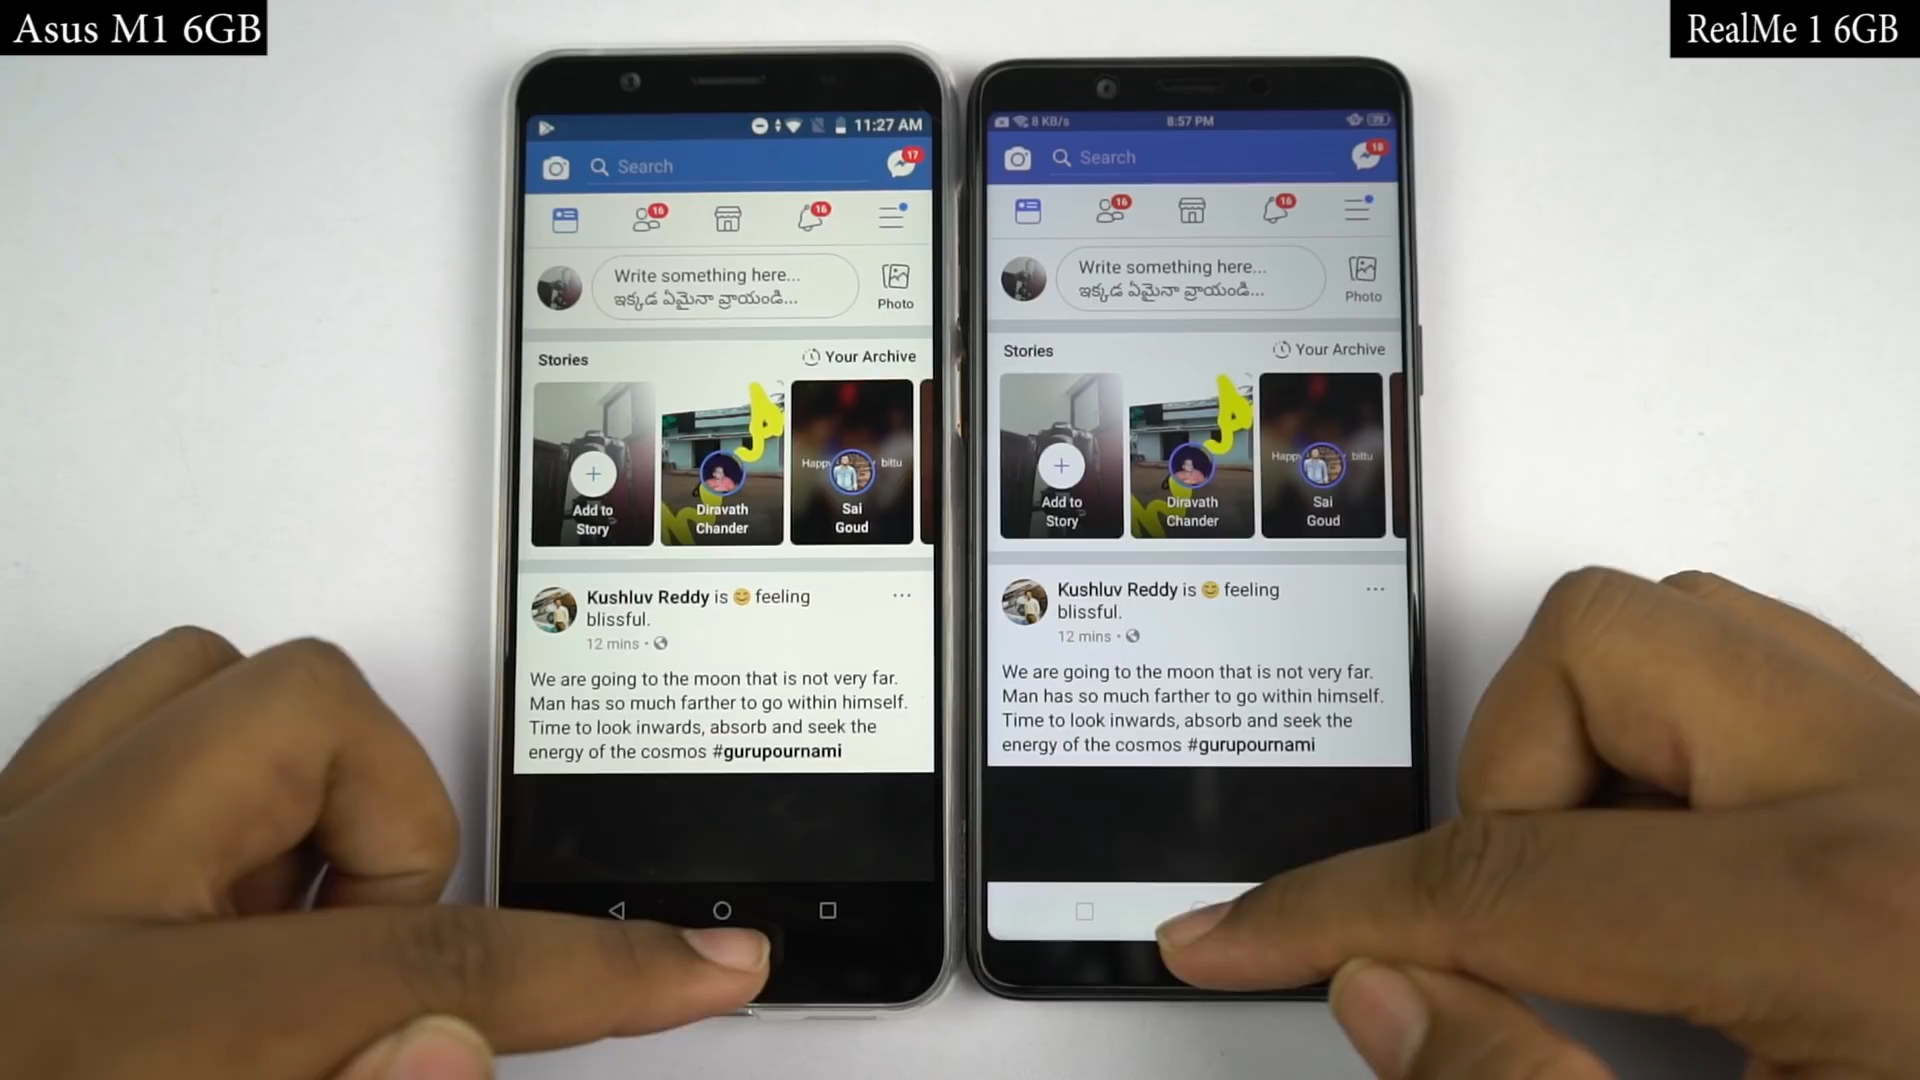 Asus M1 6GB
RealMe 1 6GB
11:27 AM
Search
17
16
16
Write something here...
ఇక్కడ ఏమైనా వ్రాయండి...
Photo
Stories
Your Archive
Add to
Story
Diravath
Chander
Happy
bittu
Sai
Goud
Kushluv Reddy is 😊 feeling
blissful.
12 mins ·
We are going to the moon that is not very far.
Man has so much farther to go within himself.
Time to look inwards, absorb and seek the
energy of the cosmos #gurupournami
8 KB/s
8:57 PM
79
Search
18
16
16
Write something here...
ఇక్కడ ఏమైనా వ్రాయండి...
Photo
Stories
Your Archive
Add to
Story
Diravath
Chander
Happy
bittu
Sai
Goud
Kushluv Reddy is 😊 feeling
blissful.
12 mins ·
We are going to the moon that is not very far.
Man has so much farther to go within himself.
Time to look inwards, absorb and seek the
energy of the cosmos #gurupournami